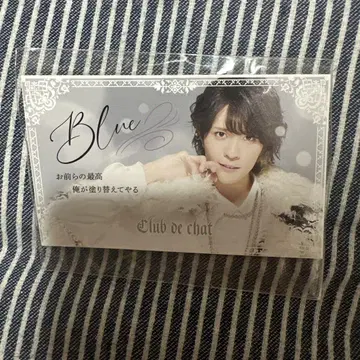 Blue
お前らの最高
俺が塗り替えてやる
Club de chat